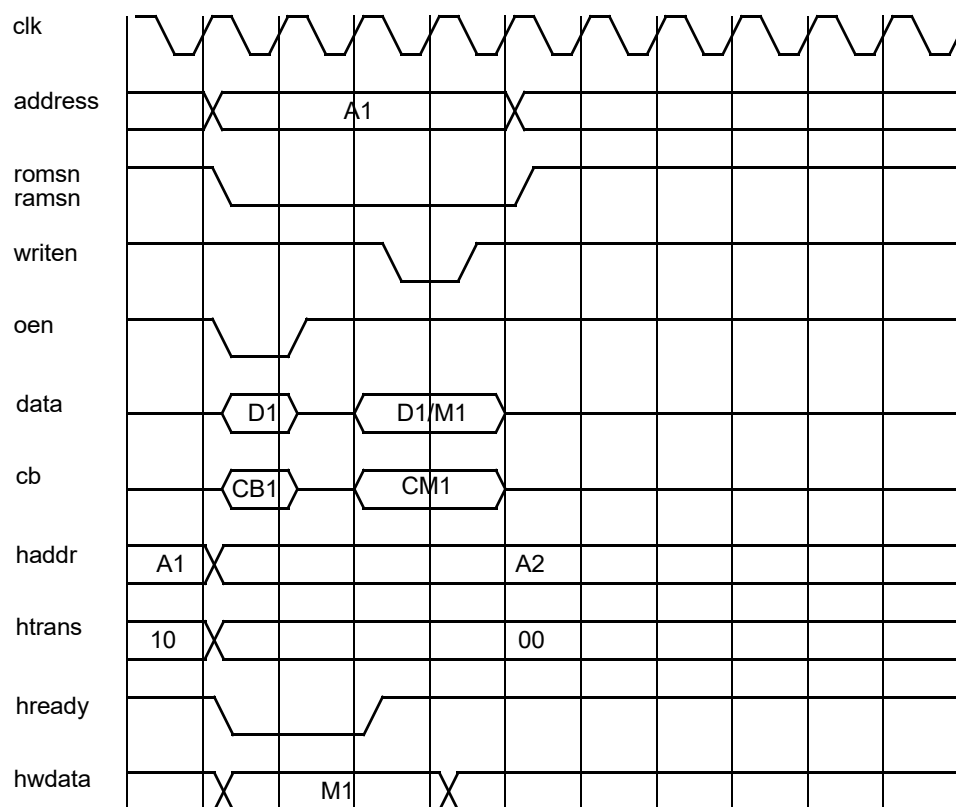 clk
address
A1
romsn
ramsn
writen
oen
data
D1
D1/M1
cb
CB1
CM1
haddr
A1
A2
htrans
10
00
hready
hwdata
M1